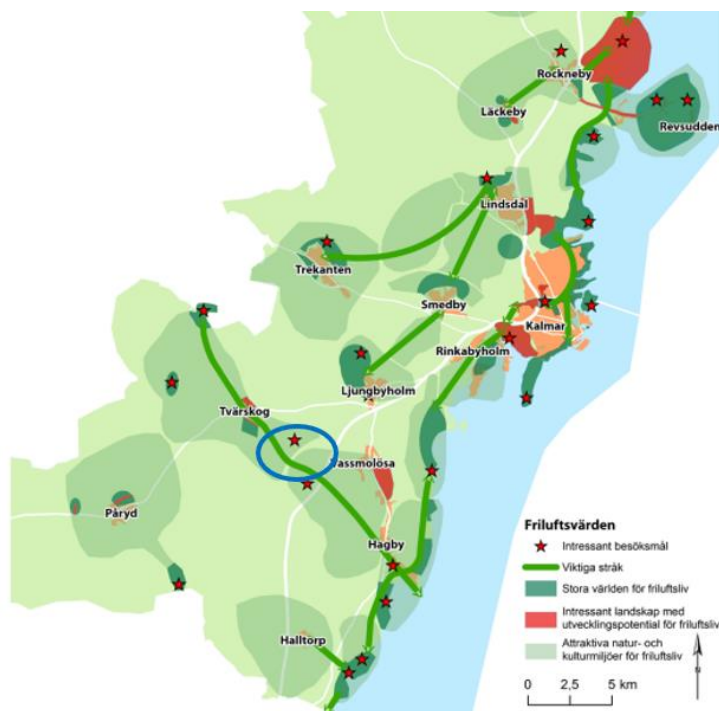 Rockneby
Läckeby
Revsudden
Lindsdal
Trekanten
Smedby
Kalmar
Rinkabyholm
Ljungbyholm
Tvärskog
Vassmolösa
Påryd
Hagby
Halltorp
Friluftsvärden
Intressant besöksmål
Viktiga stråk
Stora världen för friluftsliv
Intressant landskap med
utvecklingspotential för friluftsliv
Attraktiva natur- och
kulturmiljöer för friluftsliv
N
0 2,5 5 km